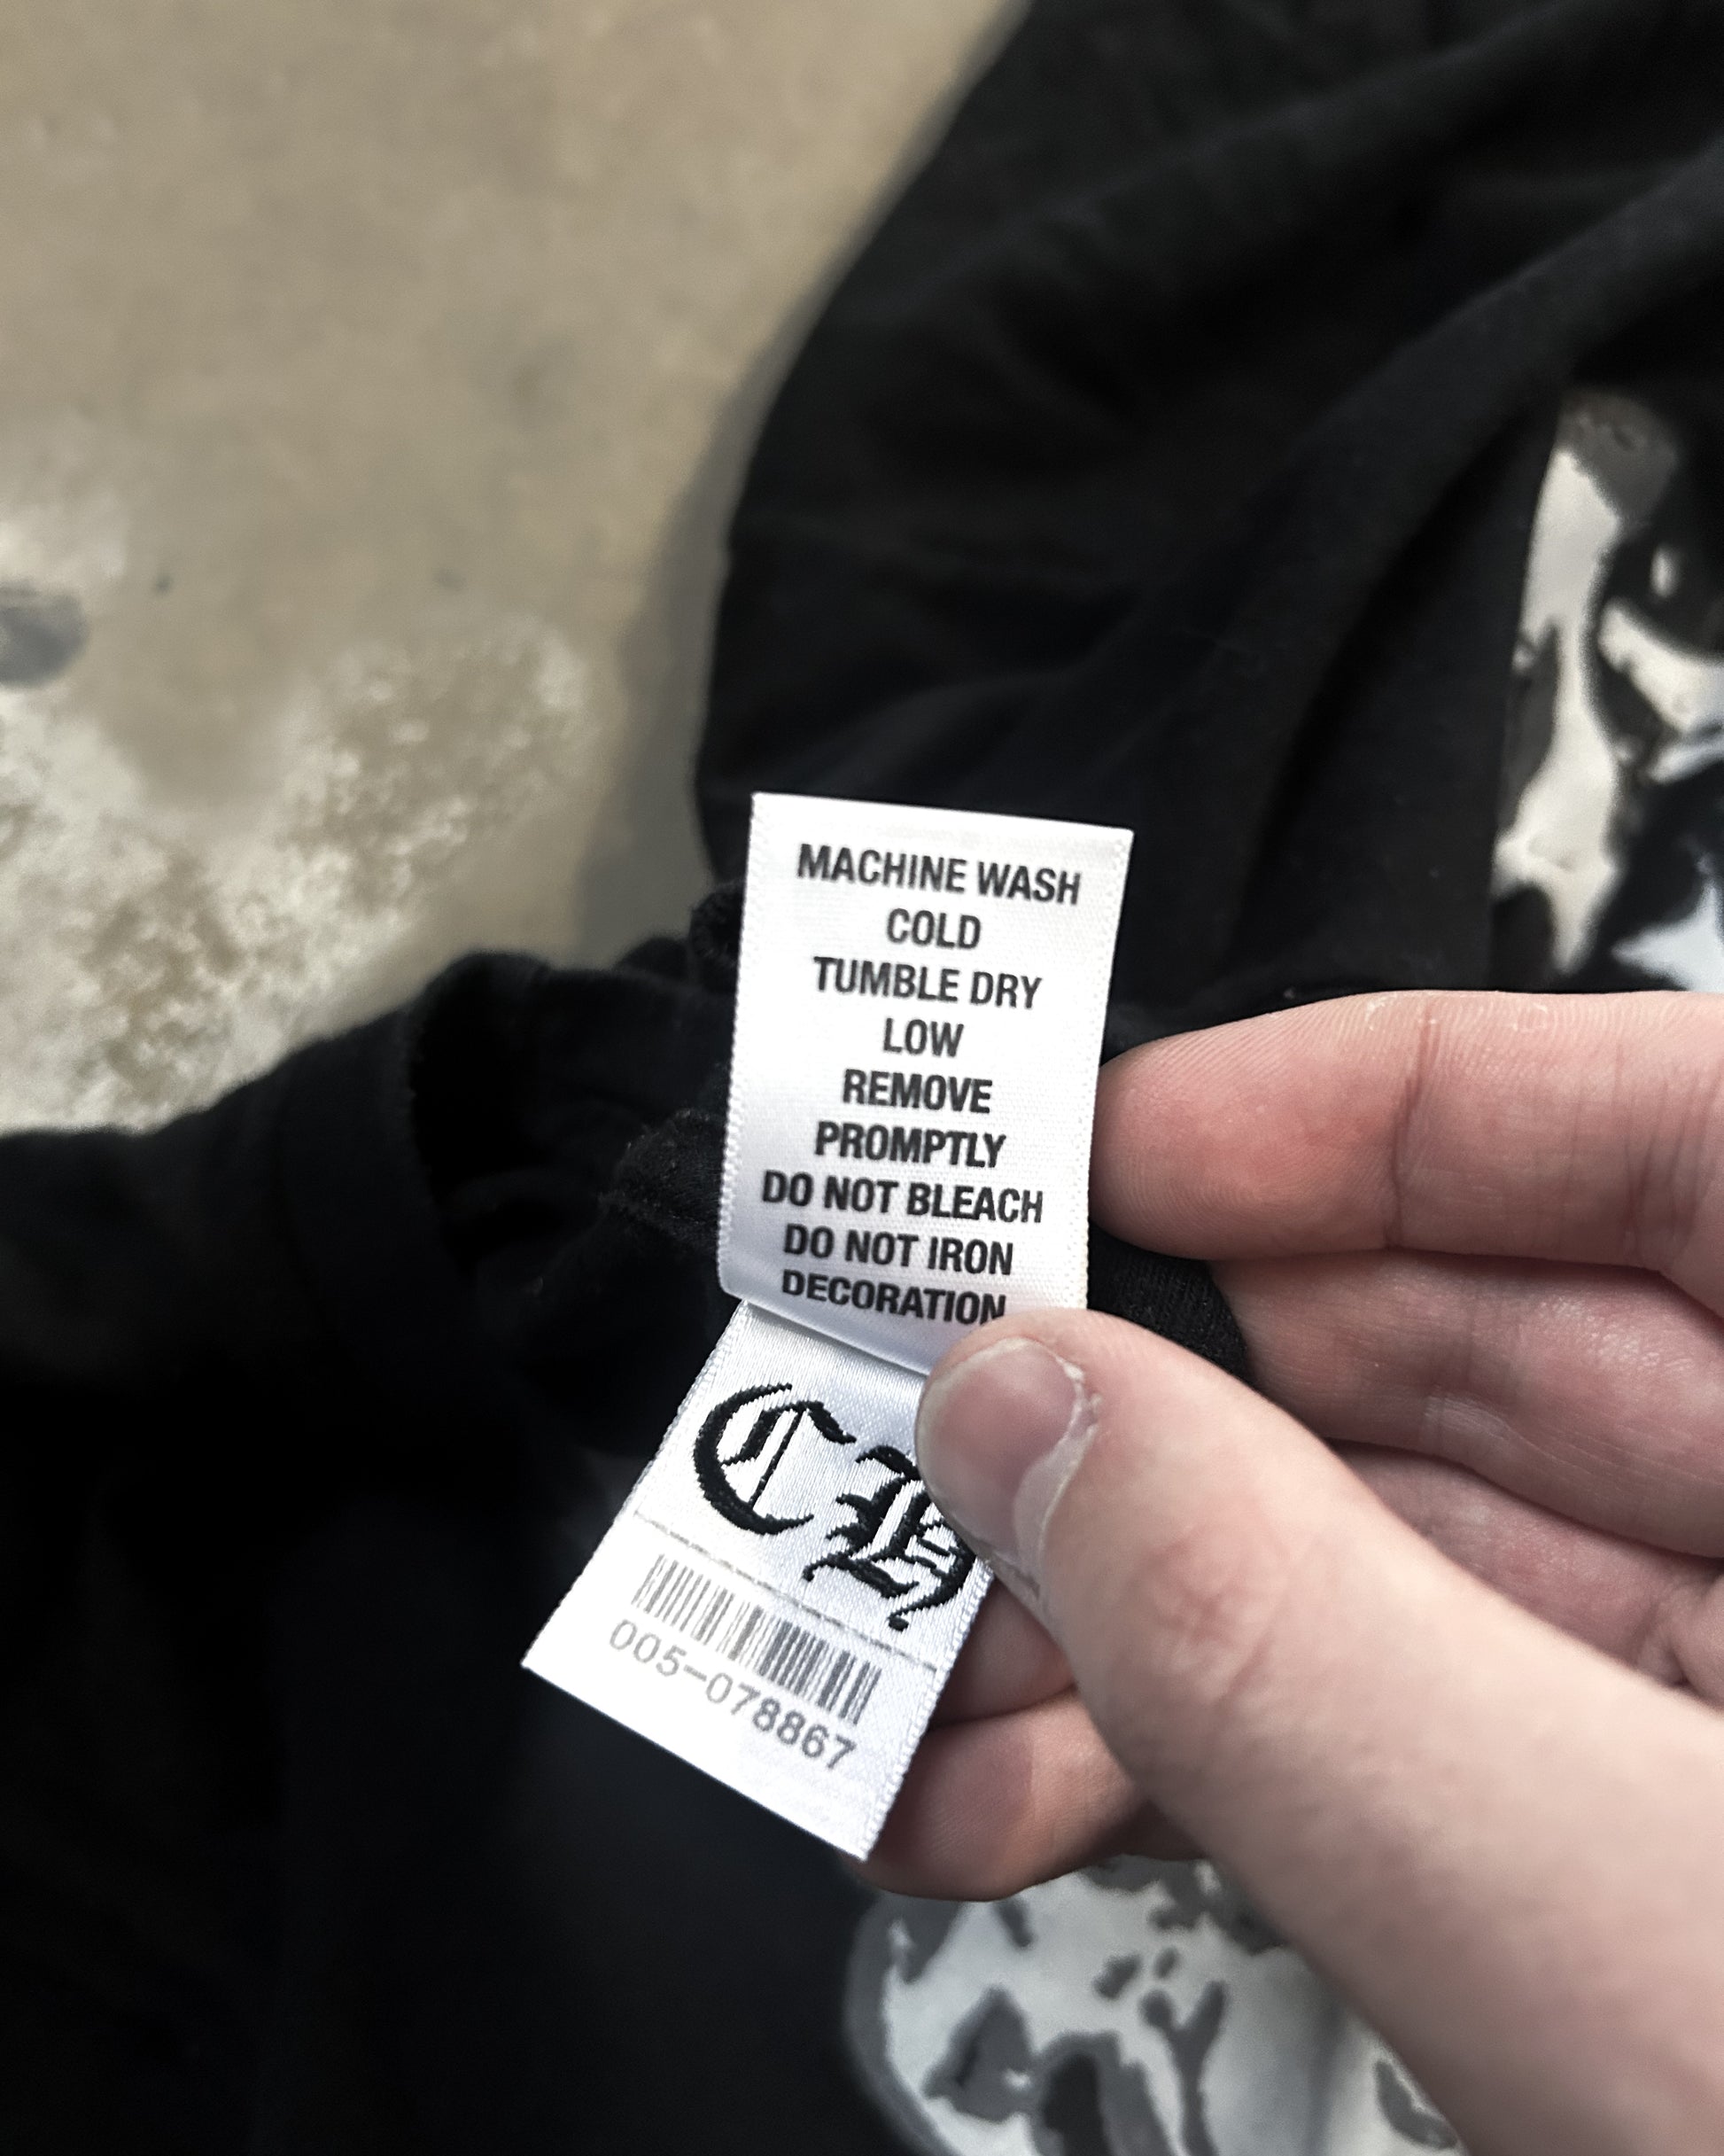 MACHINE WASH
COLD
TUMBLE DRY
LOW
REMOVE
PROMPTLY
DO NOT BLEACH
DO NOT IRON
DECORATION
CH
005-078867